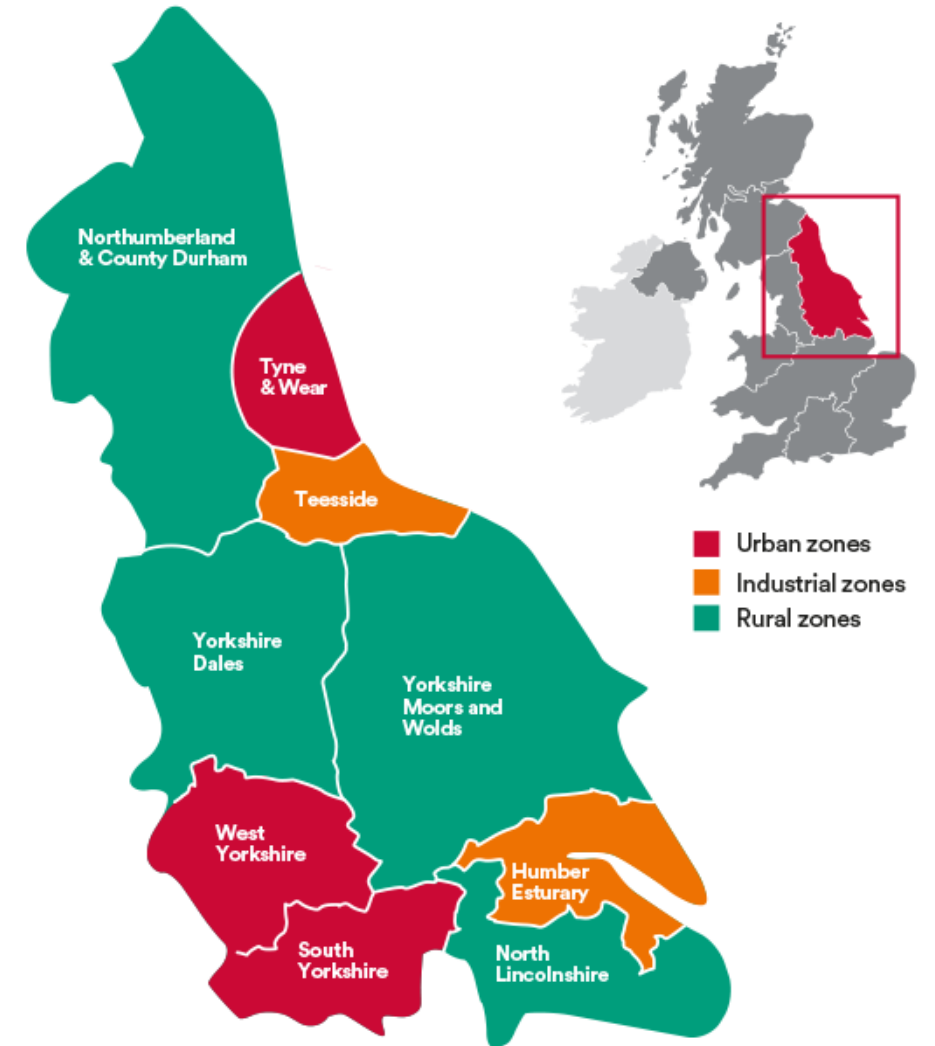 Northumberland
& County Durham
Tyne
& Wear
Teesside
Urban zones
Industrial zones
Rural zones
Yorkshire
Dales
Yorkshire
Moors and
Wolds
West
Yorkshire
Humber
Esturary
South
Yorkshire
North
Lincolnshire